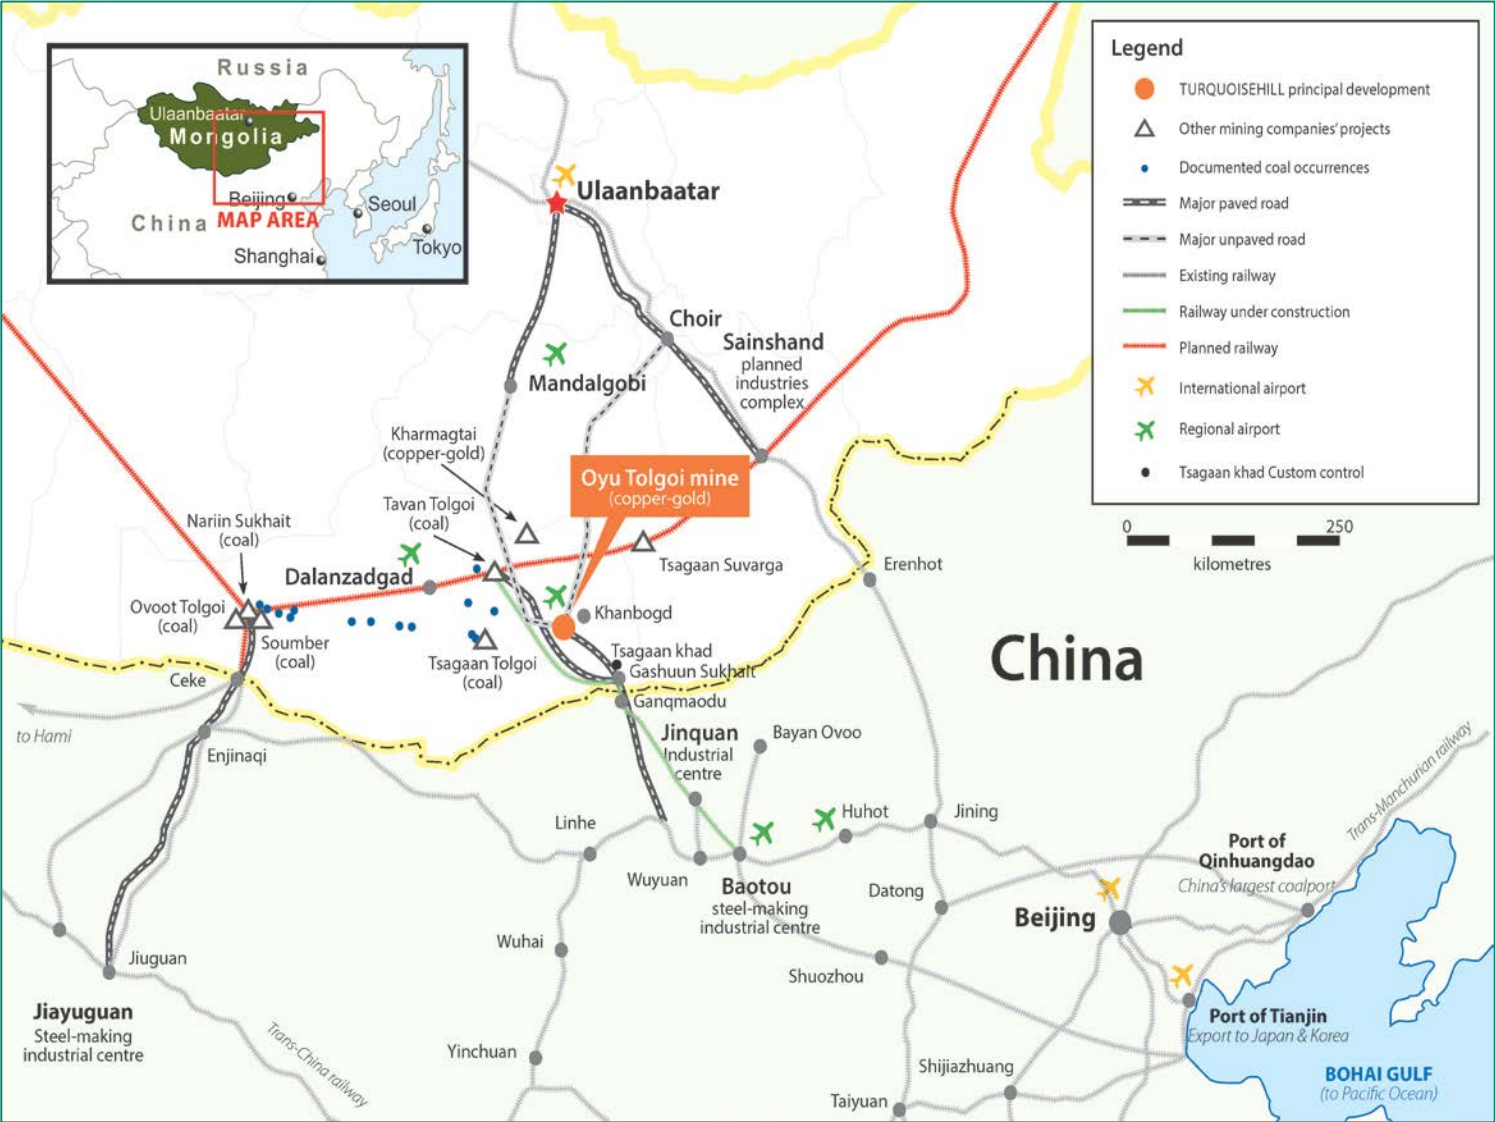 Russia
Ulaanbaatar
Mongolia
Beijing
Seoul
China
MAP AREA
Tokyo
Shanghai
Legend
TURQUOISEHILL principal development
Other mining companies' projects
Documented coal occurrences
Major paved road
Major unpaved road
Existing railway
Railway under construction
Planned railway
International airport
Regional airport
Tsagaan khad Custom control
0
250
kilometres
Ulaanbaatar
Choir
Sainshand
planned
industries
complex
Mandalgobi
Kharmagtai
(copper-gold)
Oyu Tolgoi mine
(copper-gold)
Tavan Tolgoi
(coal)
Nariin Sukhait
(coal)
Dalanzadgad
Tsagaan Suvarga
Erenhot
Ovoot Tolgoi
(coal)
Khanbogd
Soumber
(coal)
Tsagaan Tolgoi
(coal)
Tsagaan khad
Gashuun Sukhait
Ceke
Ganqmaodu
China
to Hami
Enjinaqi
Jinquan
Industrial
centre
Bayan Ovoo
Linhe
Huhot
Jining
Trans-Manchurian railway
Port of
Qinhuangdao
China's largest coalport
Wuyuan
Baotou
steel-making
industrial centre
Datong
Beijing
Wuhai
Jiuguan
Shuozhou
Jiayuguan
Steel-making
industrial centre
Port of Tianjin
Export to Japan & Korea
Trans-China railway
Yinchuan
Shijiazhuang
BOHAI GULF
(to Pacific Ocean)
Taiyuan